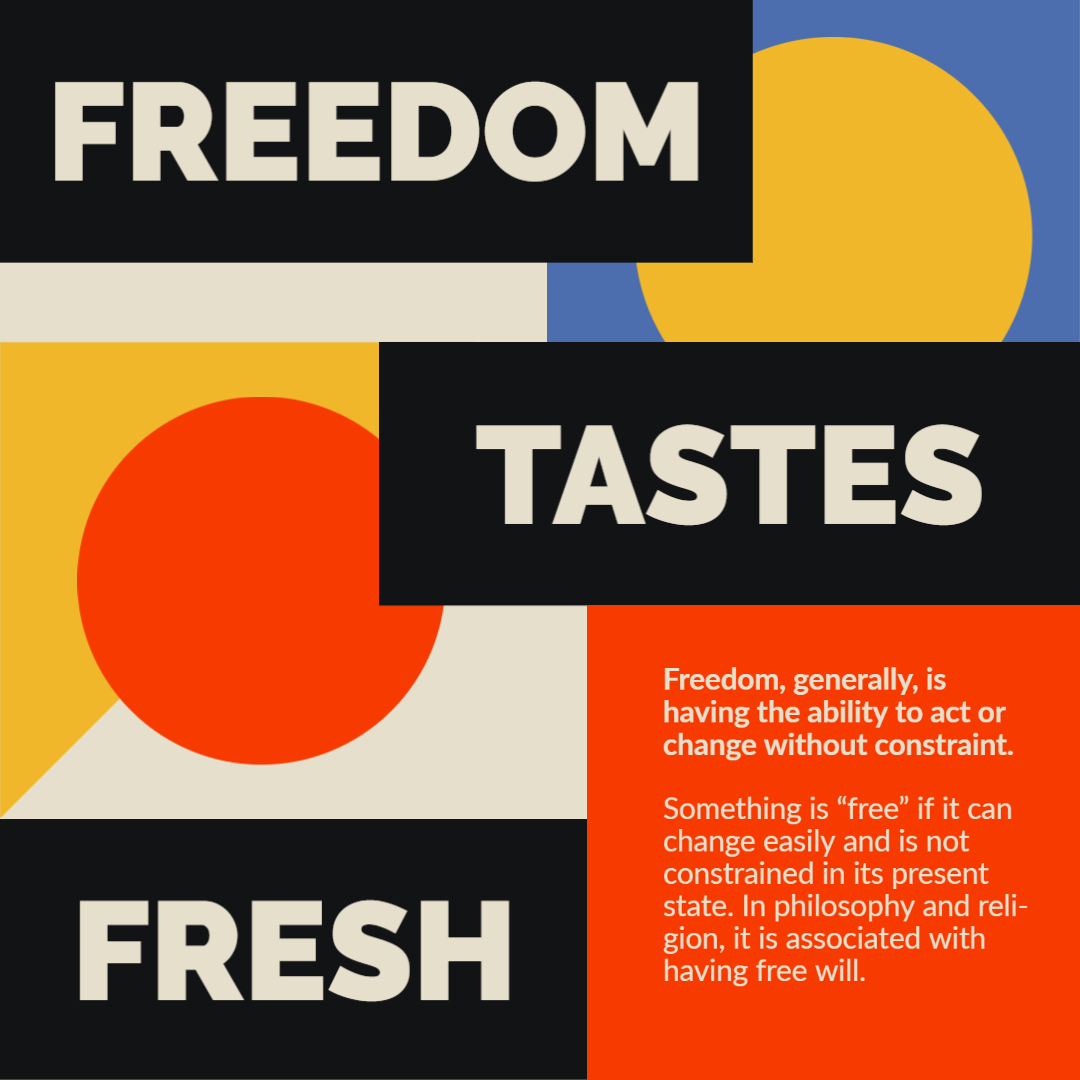 FREEDOM
TASTES
FRESH
Freedom, generally, is
having the ability to act or
change without constraint.
Something is “free” if it can
change easily and is not
constrained in its present
state. In philosophy and reli-
gion, it is associated with
having free will.